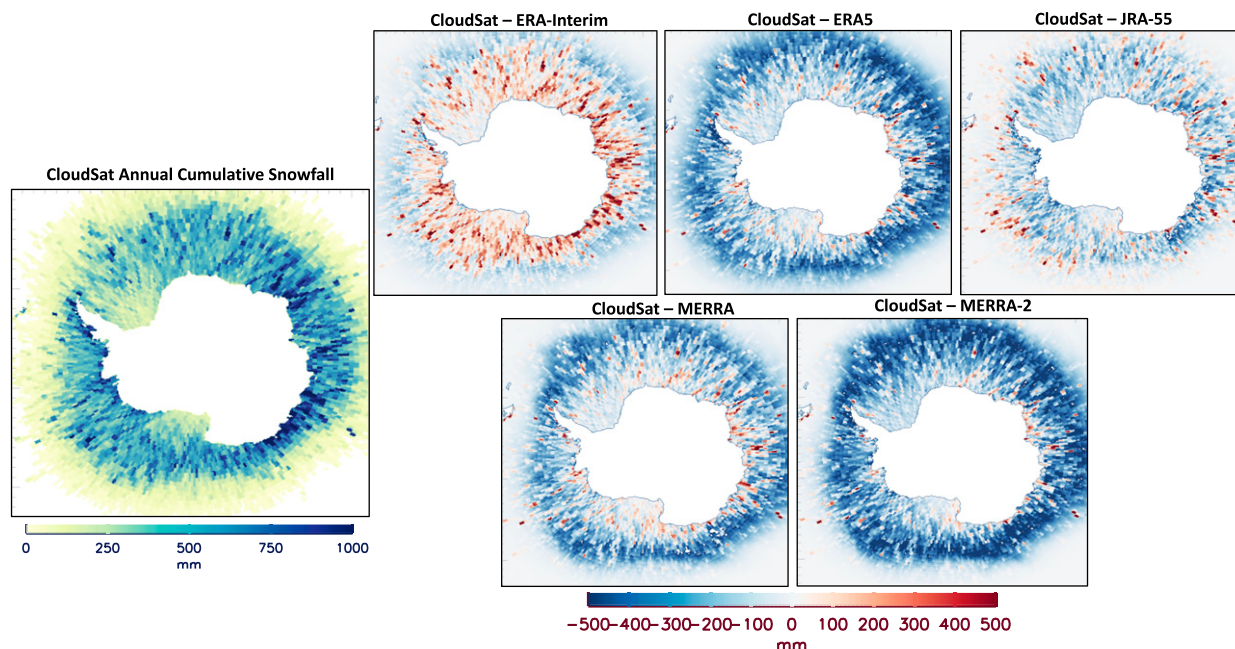 CloudSat – ERA-Interim
CloudSat – ERA5
CloudSat – JRA-55
CloudSat Annual Cumulative Snowfall
0 250 500 750 1000
mm
CloudSat – MERRA
CloudSat – MERRA-2
−500−400−300−200−100 0 100 200 300 400 500
mm